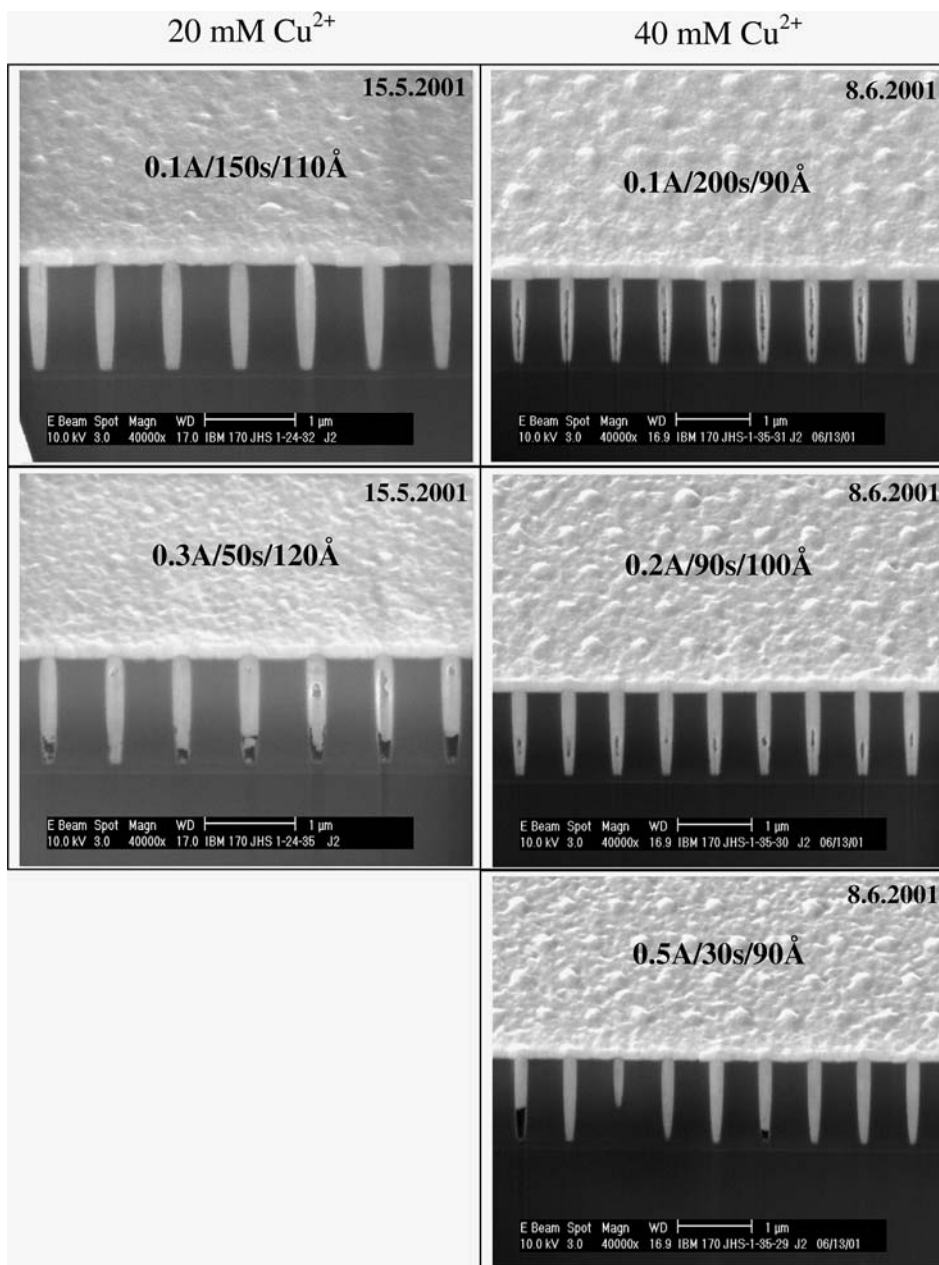 20 mM Cu²⁺
40 mM Cu²⁺
15.5.2001
0.1A/150s/110Å
E Beam Spot Magn WD 1 µm
10.0 kV 3.0 40000x 17.0 IBM 170 JHS 1-24-32 J2
8.6.2001
0.1A/200s/90Å
E Beam Spot Magn WD 1 µm
10.0 kV 3.0 40000x 16.9 IBM 170 JHS-1-35-31 J2 06/13/01
15.5.2001
0.3A/50s/120Å
E Beam Spot Magn WD 1 µm
10.0 kV 3.0 40000x 17.0 IBM 170 JHS 1-24-35 J2
8.6.2001
0.2A/90s/100Å
E Beam Spot Magn WD 1 µm
10.0 kV 3.0 40000x 16.9 IBM 170 JHS-1-35-30 J2 06/13/01
8.6.2001
0.5A/30s/90Å
E Beam Spot Magn WD 1 µm
10.0 kV 3.0 40000x 16.9 IBM 170 JHS-1-35-29 J2 06/13/01